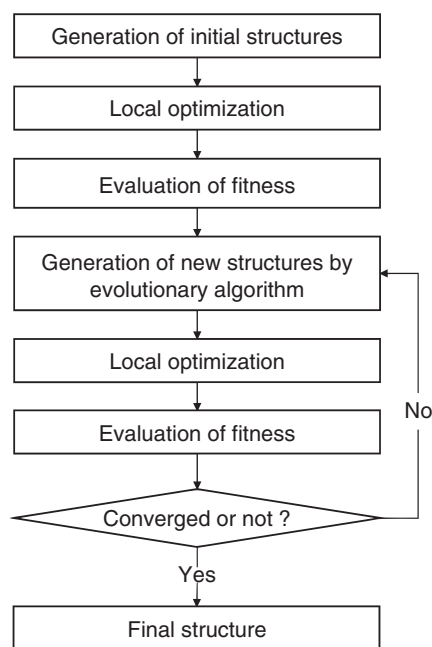 Generation of initial structures
Local optimization
Evaluation of fitness
Generation of new structures by
evolutionary algorithm
Local optimization
Evaluation of fitness
No
Converged or not ?
Yes
Final structure